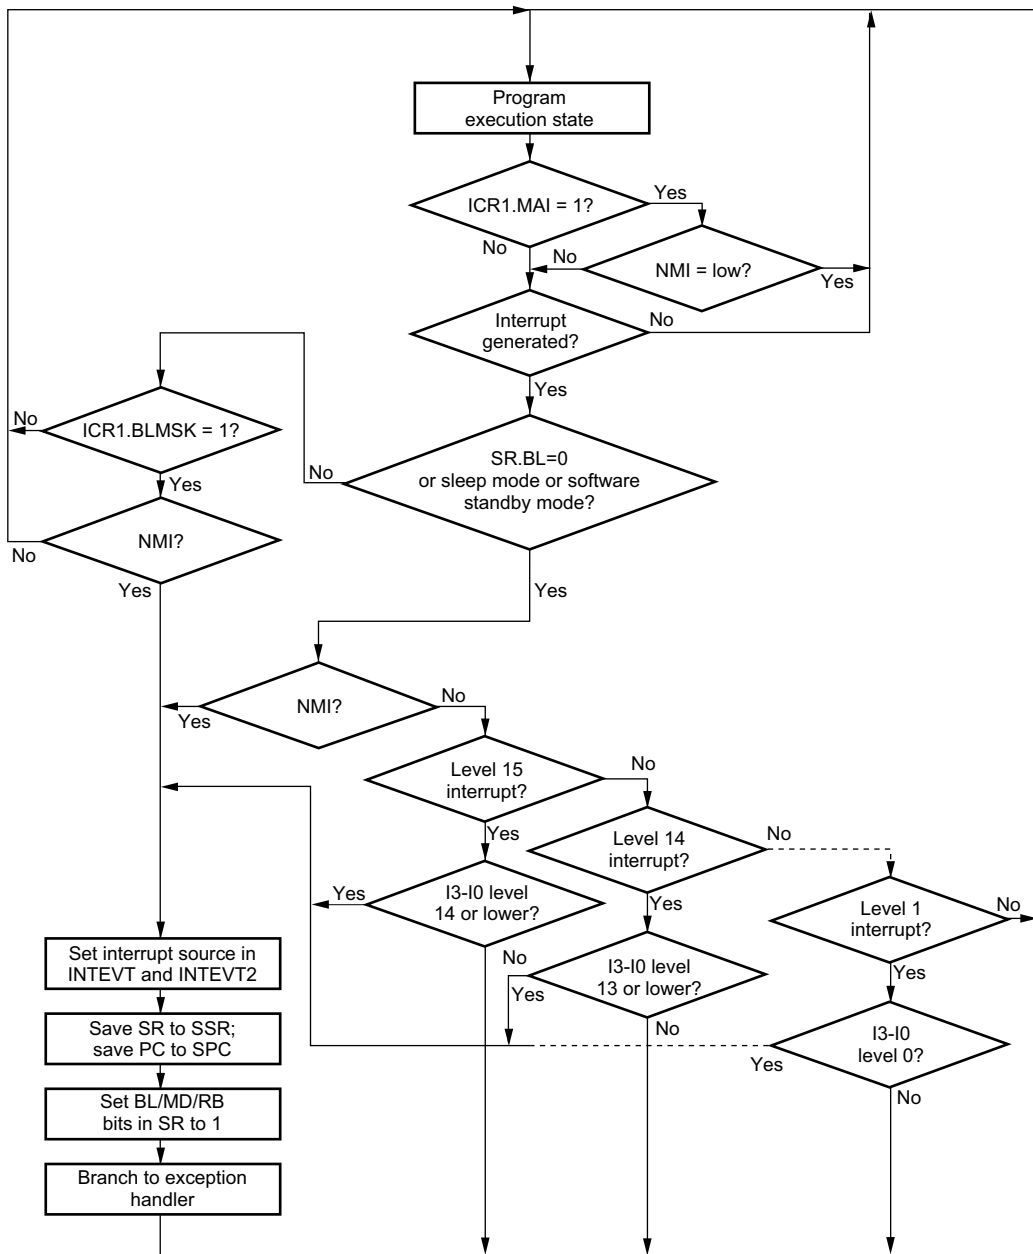 Program
execution state
ICR1.MAI = 1?
Yes
No
NMI = low?
No
Yes
Interrupt
generated?
No
Yes
ICR1.BLMSK = 1?
No
Yes
SR.BL=0
or sleep mode or software
standby mode?
No
Yes
NMI?
No
Yes
NMI?
Yes
No
Level 15
interrupt?
No
Yes
Level 14
interrupt?
No
Yes
I3-I0 level
14 or lower?
Yes
No
Level 1
interrupt?
No
Yes
I3-I0 level
13 or lower?
Yes
No
I3-I0
level 0?
Yes
No
Set interrupt source in
INTEVT and INTEVT2
Save SR to SSR;
save PC to SPC
Set BL/MD/RB
bits in SR to 1
Branch to exception
handler